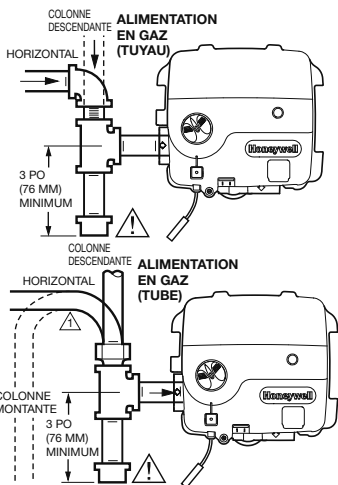 COLONNE
DESCENDANTE
ALIMENTATION
EN GAZ
(TUYAU)
HORIZONTAL
3 PO
(76 MM)
MINIMUM
Honeywell
COLONNE
DESCENDANTE
ALIMENTATION
EN GAZ
(TUBE)
HORIZONTAL
1
COLONNE
MONTANTE
3 PO
(76 MM)
MINIMUM
Honeywell